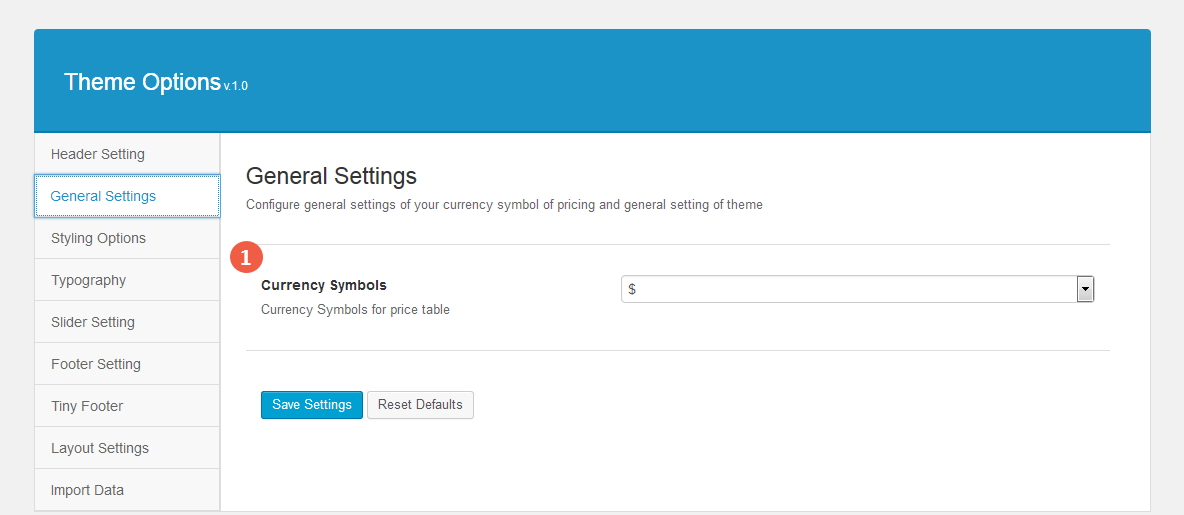 Theme Options v.1.0
Header Setting
General Settings
Styling Options
Typography
Slider Setting
Footer Setting
Tiny Footer
Layout Settings
Import Data
General Settings
Configure general settings of your currency symbol of pricing and general setting of theme
1
Currency Symbols
Currency Symbols for price table
$
Save Settings Reset Defaults